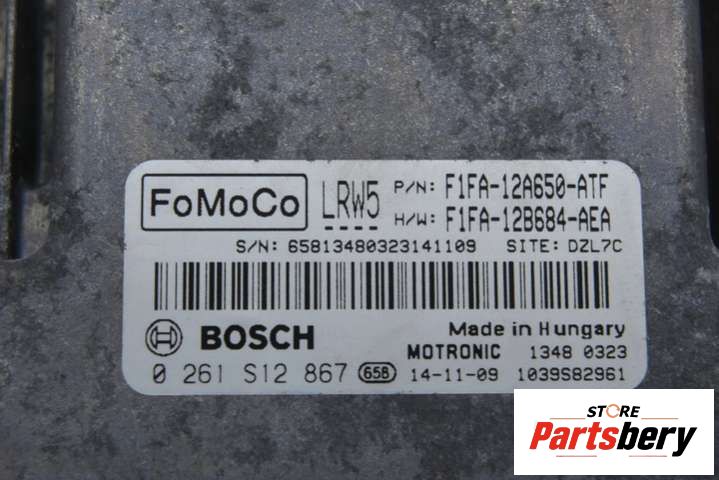 FoMoCo LRW5 P/N: F1FA-12A650-ATF
H/W: F1FA-12B684-AEA
S/N: 65813480323141109 SITE: DZL7C
BOSCH Made in Hungary
MOTRONIC 1348 0323
0 261 S12 867 658 14-11-09 1039S82961
STORE
Partsbery